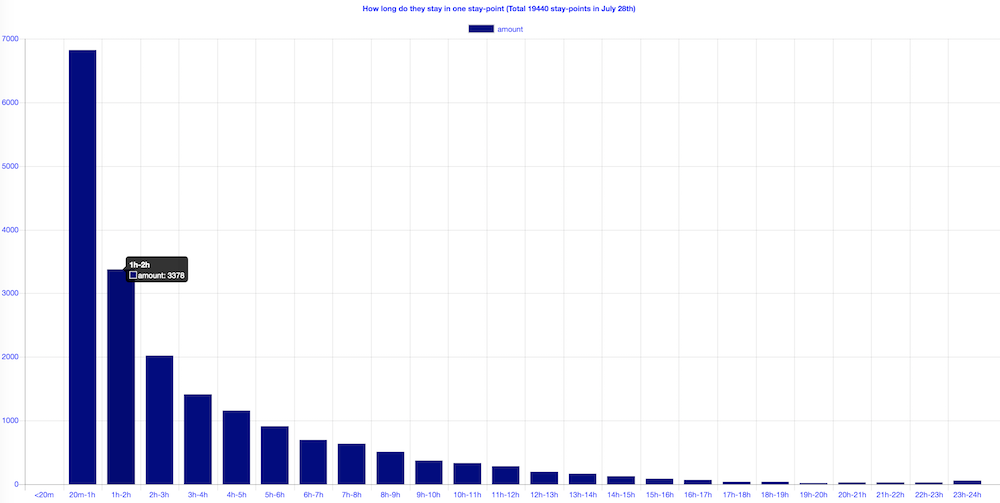 How long do they stay in one stay-point (Total 19440 stay-points in July 28th)
amount
7000
6000
5000
4000
3000
2000
1000
0
1h-2h
amount: 3378
<20m 20m-1h 1h-2h 2h-3h 3h-4h 4h-5h 5h-6h 6h-7h 7h-8h 8h-9h 9h-10h 10h-11h 11h-12h 12h-13h 13h-14h 14h-15h 15h-16h 16h-17h 17h-18h 18h-19h 19h-20h 20h-21h 21h-22h 22h-23h 23h-24h